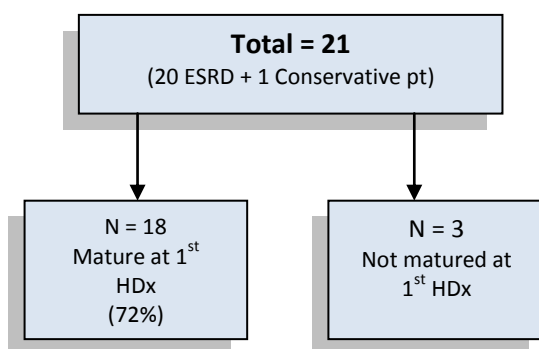 Total = 21
(20 ESRD + 1 Conservative pt)
N = 18
Mature at 1st
HDx
(72%)
N = 3
Not matured at
1st HDx